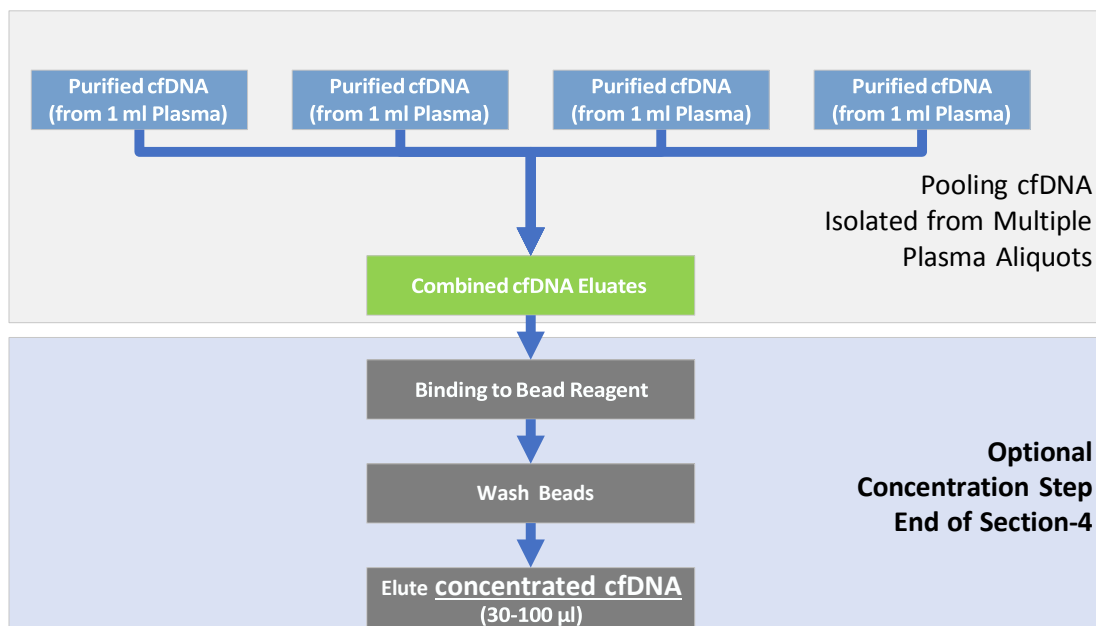 Purified cfDNA
(from 1 ml Plasma)
Purified cfDNA
(from 1 ml Plasma)
Purified cfDNA
(from 1 ml Plasma)
Purified cfDNA
(from 1 ml Plasma)
Pooling cfDNA
Isolated from Multiple
Plasma Aliquots
Combined cfDNA Eluates
Binding to Bead Reagent
Wash Beads
Optional
Concentration Step
End of Section-4
Elute concentrated cfDNA
(30-100 µl)